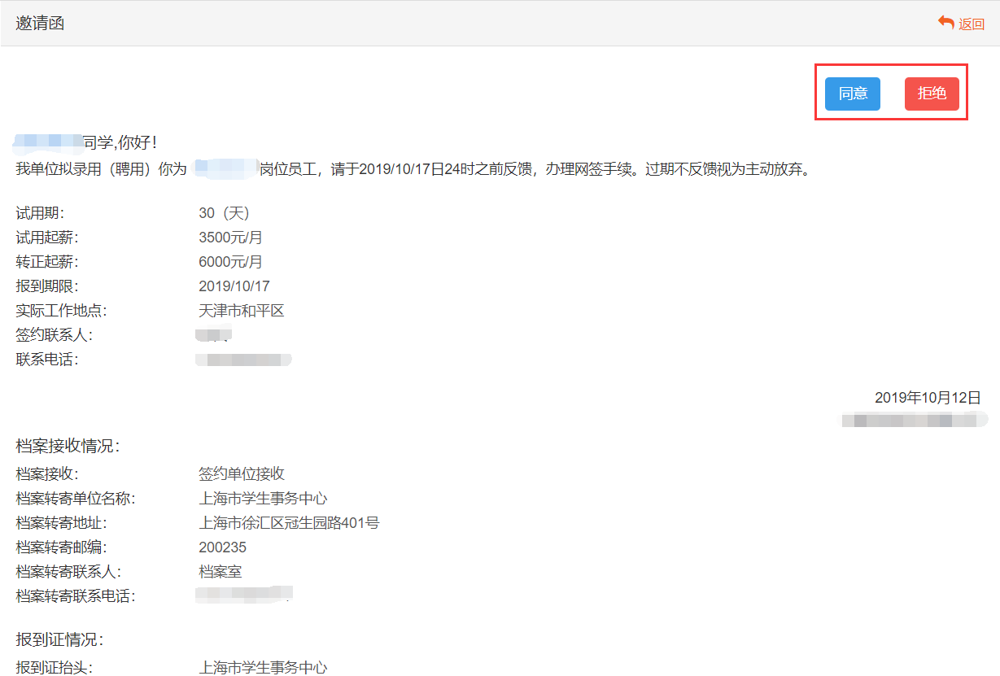 邀请函
返回
同意 拒绝
同学,你好！
我单位拟录用（聘用）你为 岗位员工，请于2019/10/17日24时之前反馈，办理网签手续。过期不反馈视为主动放弃。
试用期： 30（天）
试用起薪： 3500元/月
转正起薪： 6000元/月
报到期限： 2019/10/17
实际工作地点： 天津市和平区
签约联系人：
联系电话：
2019年10月12日
档案接收情况：
档案接收： 签约单位接收
档案转寄单位名称： 上海市学生事务中心
档案转寄地址： 上海市徐汇区冠生园路401号
档案转寄邮编： 200235
档案转寄联系人： 档案室
档案转寄联系电话：
报到证情况：
报到证抬头： 上海市学生事务中心